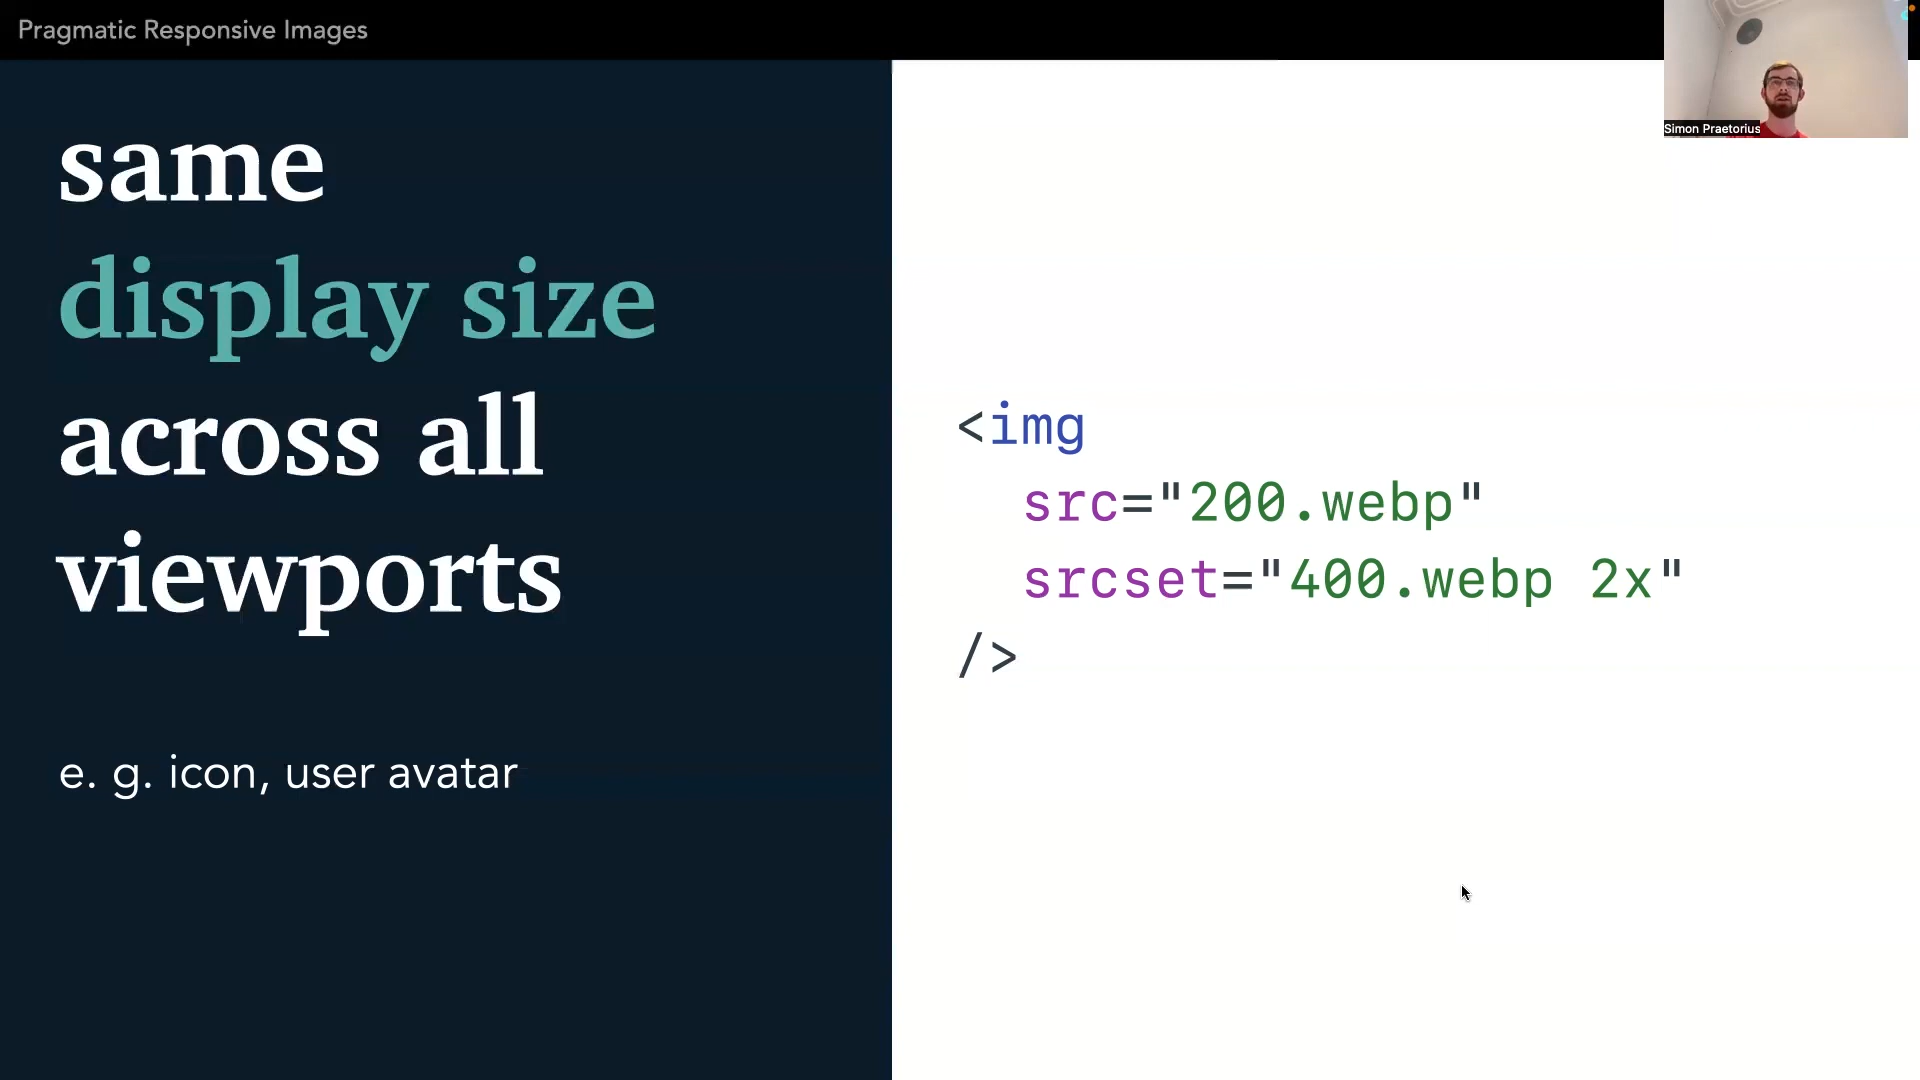 Pragmatic Responsive Images
Simon Praetorius
same
display size
across all
viewports
e. g. icon, user avatar
<img
src="200.webp"
srcset="400.webp 2x"
/>